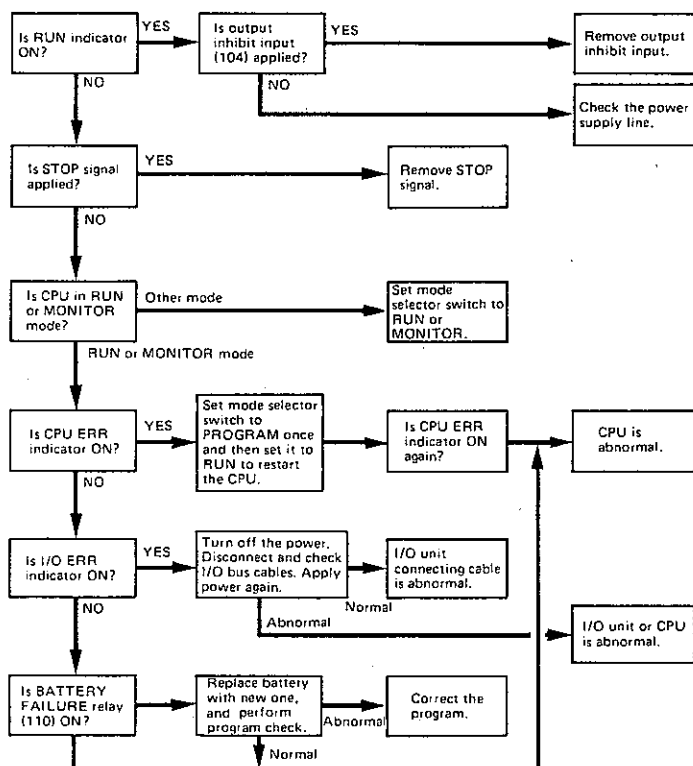 Is RUN indicator
ON?
YES
Is output
inhibit input
(104) applied?
YES
Remove output
inhibit input.
NO
NO
Check the power
supply line.
Is STOP signal
applied?
YES
Remove STOP
signal.
NO
Is CPU in RUN
or MONITOR
mode?
Other mode
Set mode
selector switch to
RUN or
MONITOR.
RUN or MONITOR mode
Is CPU ERR
indicator ON?
YES
Set mode selector
switch to
PROGRAM once
and then set it to
RUN to restart
the CPU.
Is CPU ERR
indicator ON
again?
CPU is
abnormal.
NO
Is I/O ERR
indicator ON?
YES
Turn off the power.
Disconnect and check
I/O bus cables. Apply
power again.
I/O unit
connecting cable
is abnormal.
Normal
Abnormal
I/O unit or CPU
is abnormal.
NO
Is BATTERY
FAILURE relay
(110) ON?
Replace battery
with new one,
and perform
program check.
Abnormal
Correct the
program.
Normal